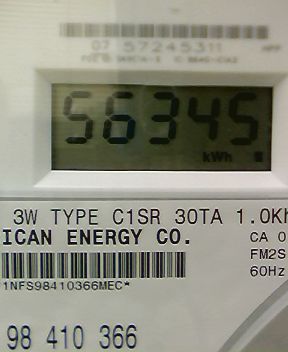 07 57245311
56345
kWh
3W TYPE C1SR 30TA 1.0Kh
ICAN ENERGY CO.
CA 0
FM2S
60Hz
1NFS98410366MEC*
98 410 366